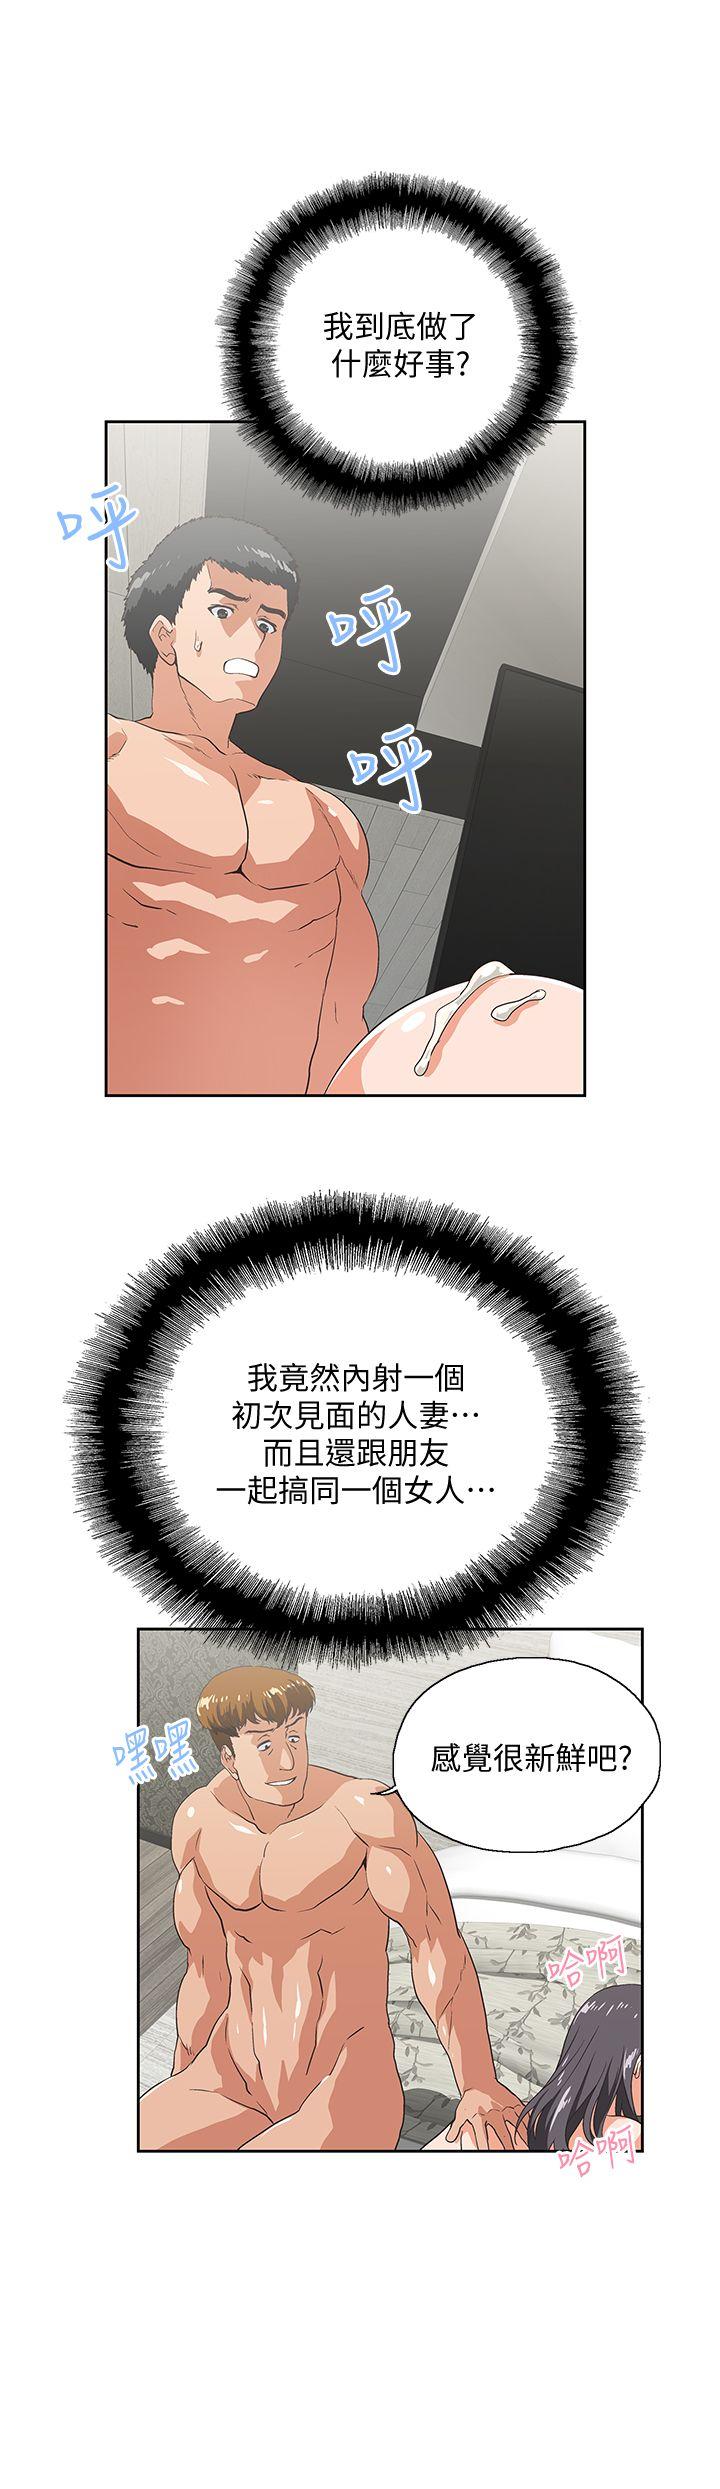 我到底做了
什麼好事?
呼
呼
呼
我竟然內射一個
初次見面的人妻…
而且還跟朋友
一起搞同一個女人…
感覺很新鮮吧?
嘿嘿
哈啊
哈啊